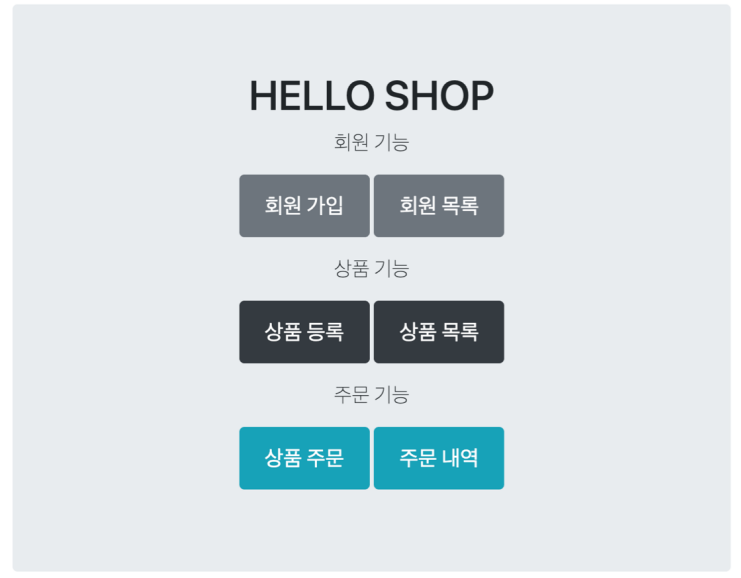 HELLO SHOP
회원 기능
회원 가입 회원 목록
상품 기능
상품 등록 상품 목록
주문 기능
상품 주문 주문 내역